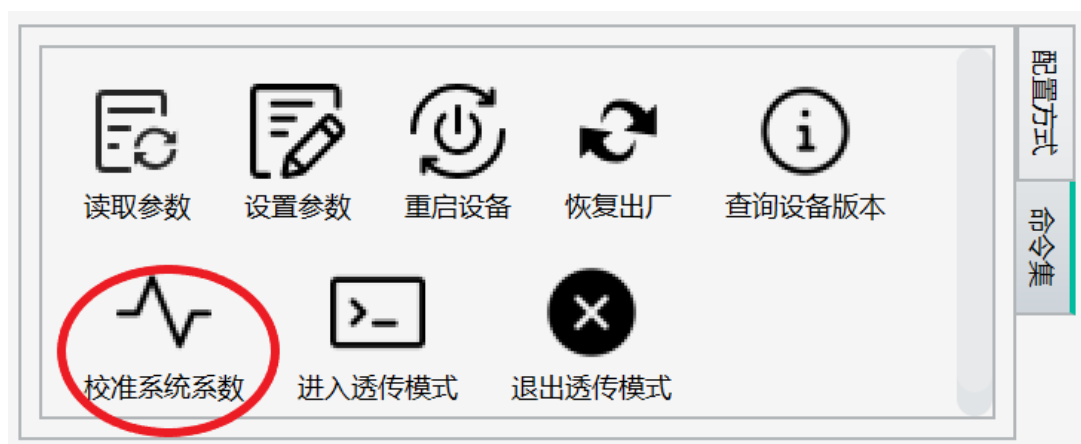 读取参数 设置参数 重启设备 恢复出厂 查询设备版本
校准系统系数 进入透传模式 退出透传模式
配置方式
命令集